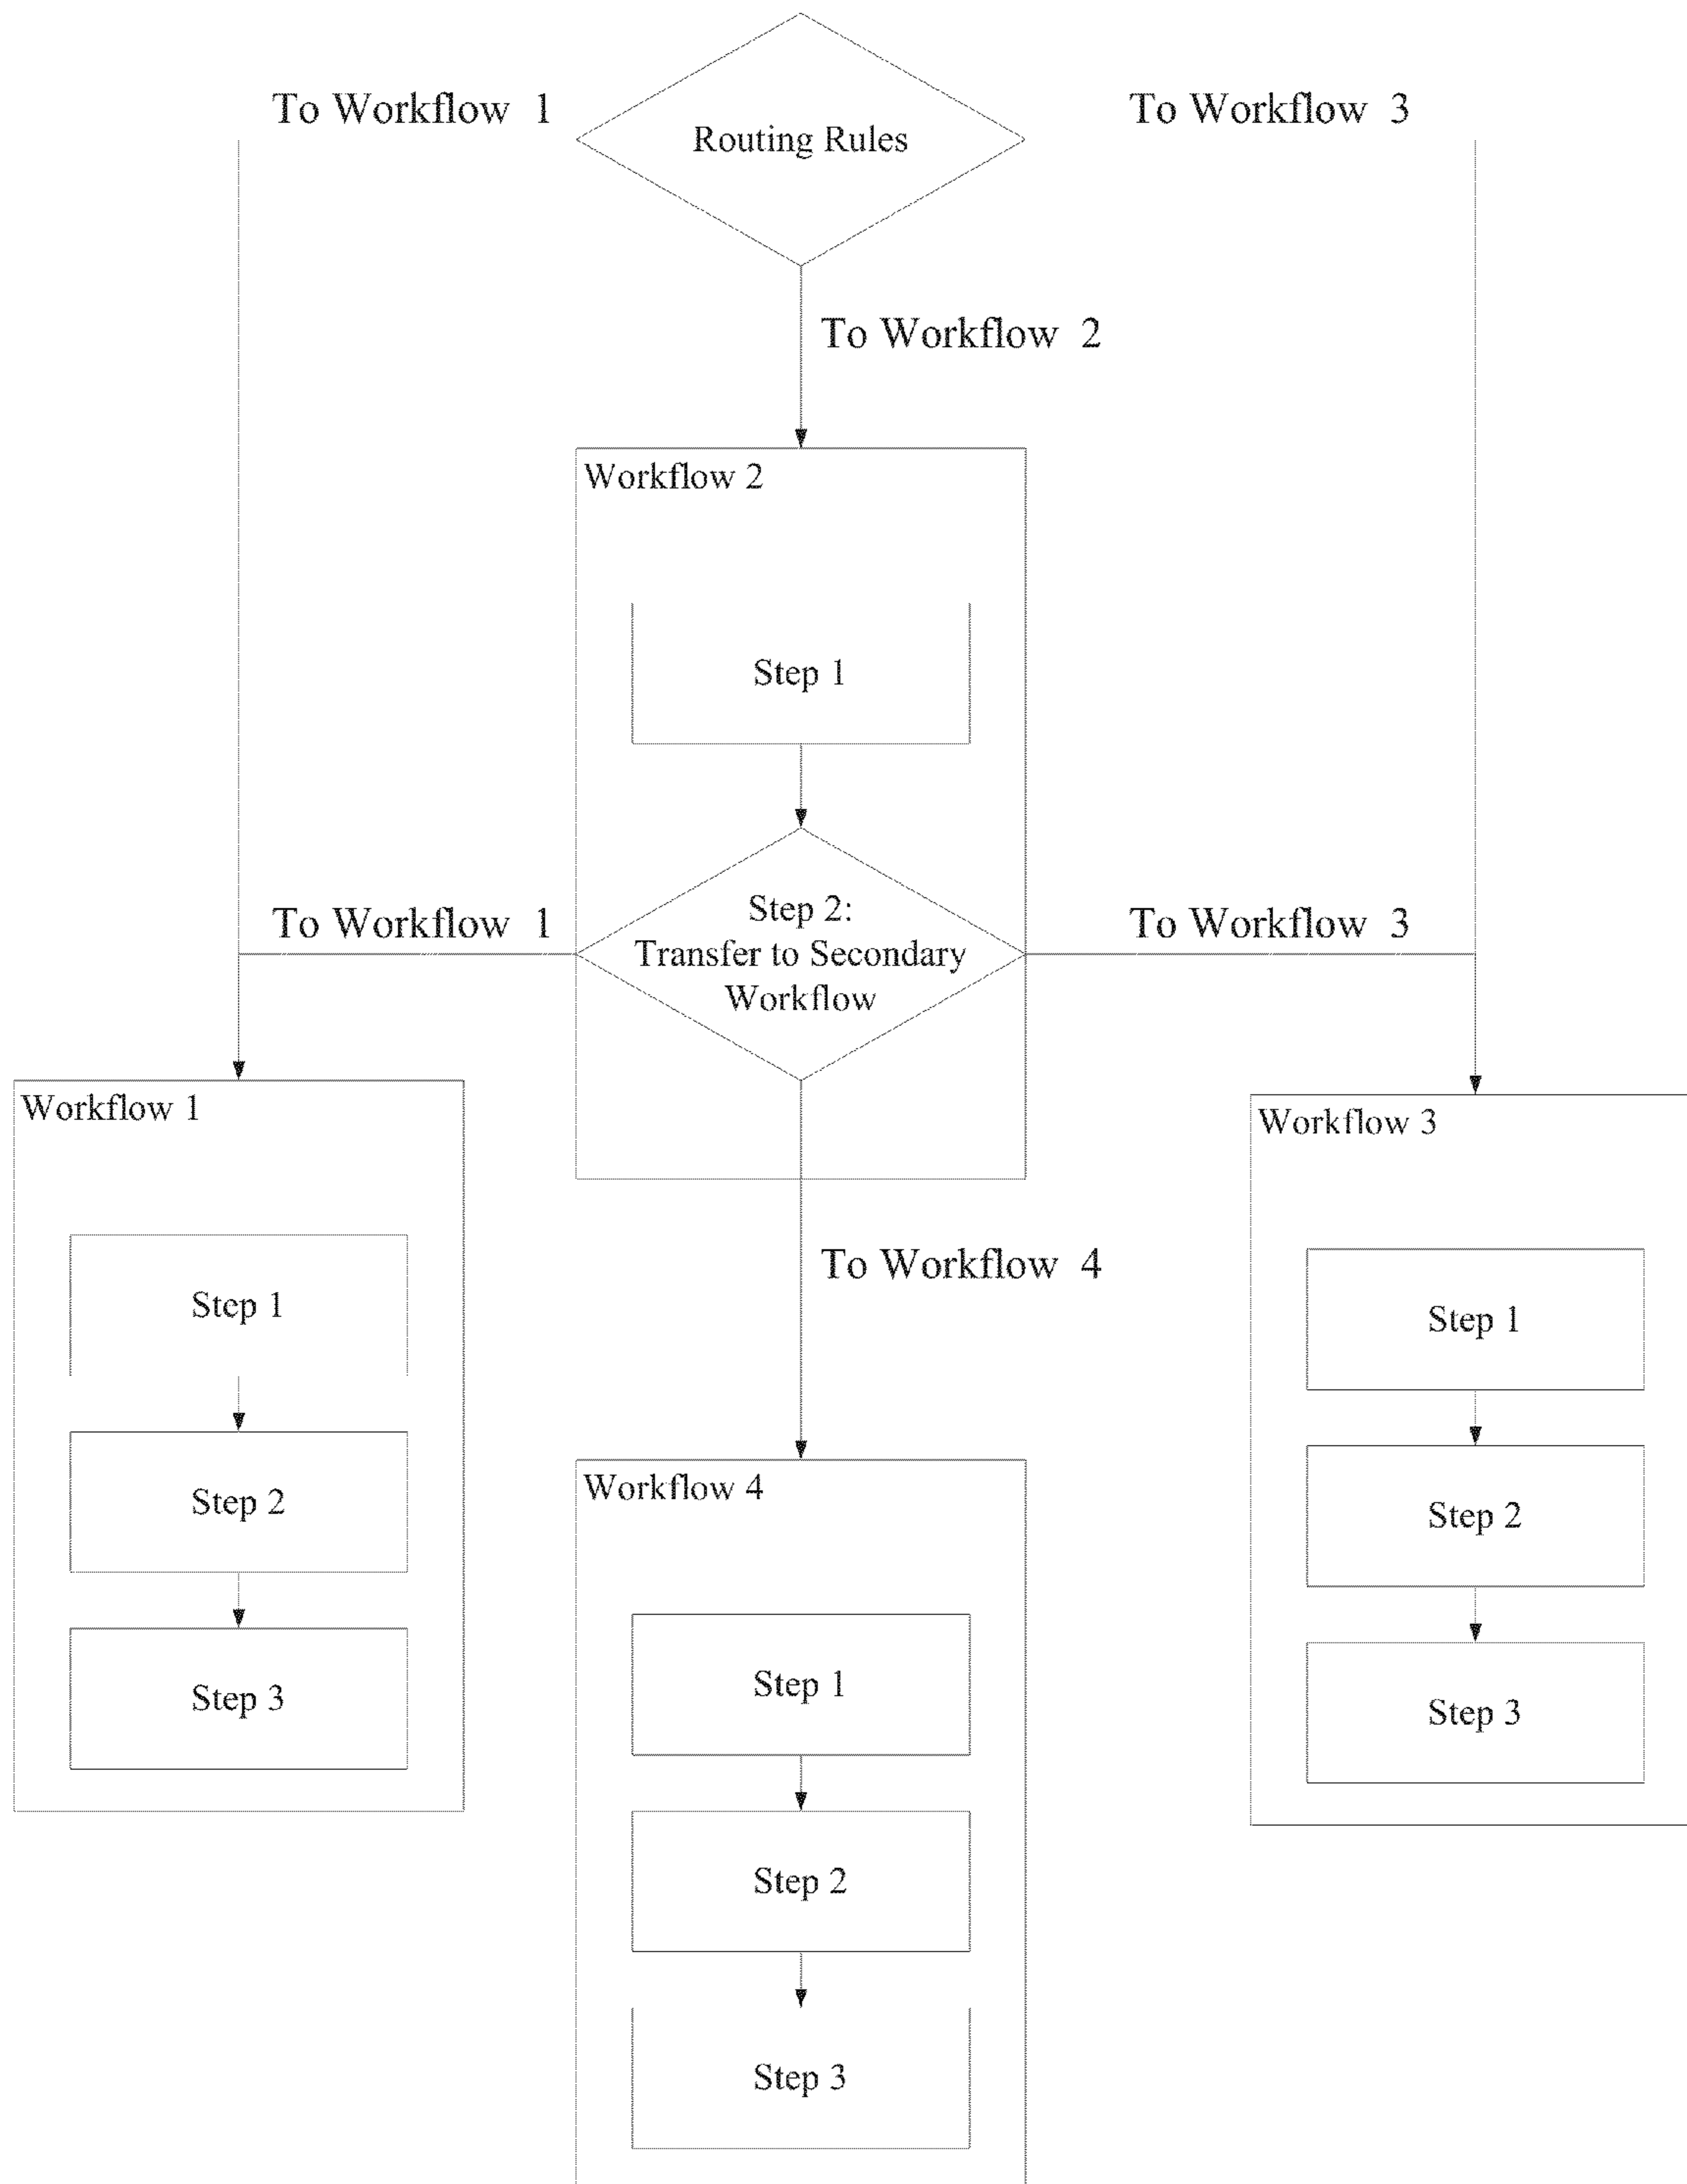 To Workflow 1
Routing Rules
To Workflow 3
To Workflow 2
Workflow 2
Step 1
To Workflow 1
Step 2:
Transfer to Secondary
Workflow
To Workflow 3
Workflow 1
Step 1
Step 2
Step 3
To Workflow 4
Workflow 3
Step 1
Step 2
Step 3
Workflow 4
Step 1
Step 2
Step 3